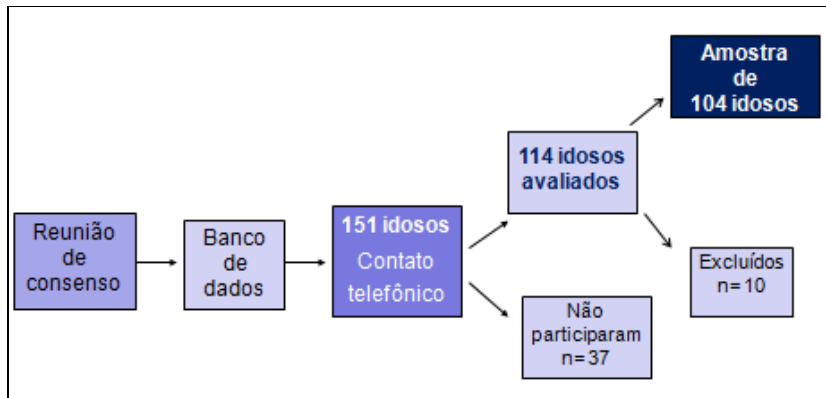 Reunião
de
consenso
Banco
de
dados
151 idosos
Contato
telefônico
114 idosos
avaliados
Amostra
de
104 idosos
Não
participaram
n= 37
Excluídos
n= 10